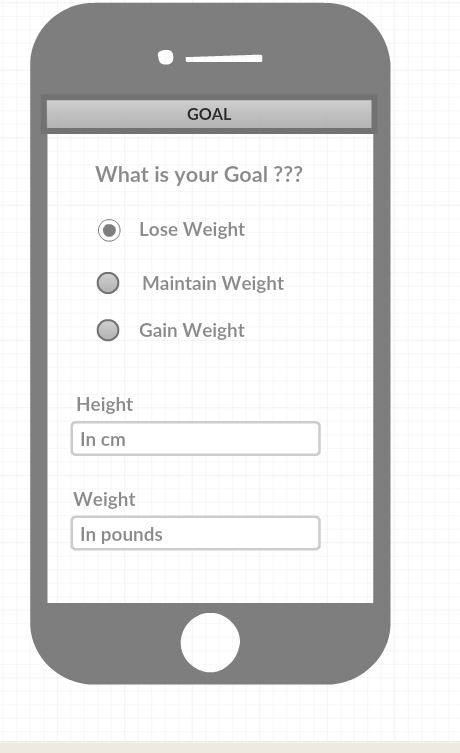 GOAL
What is your Goal ???
Lose Weight
Maintain Weight
Gain Weight
Height
In cm
Weight
In pounds